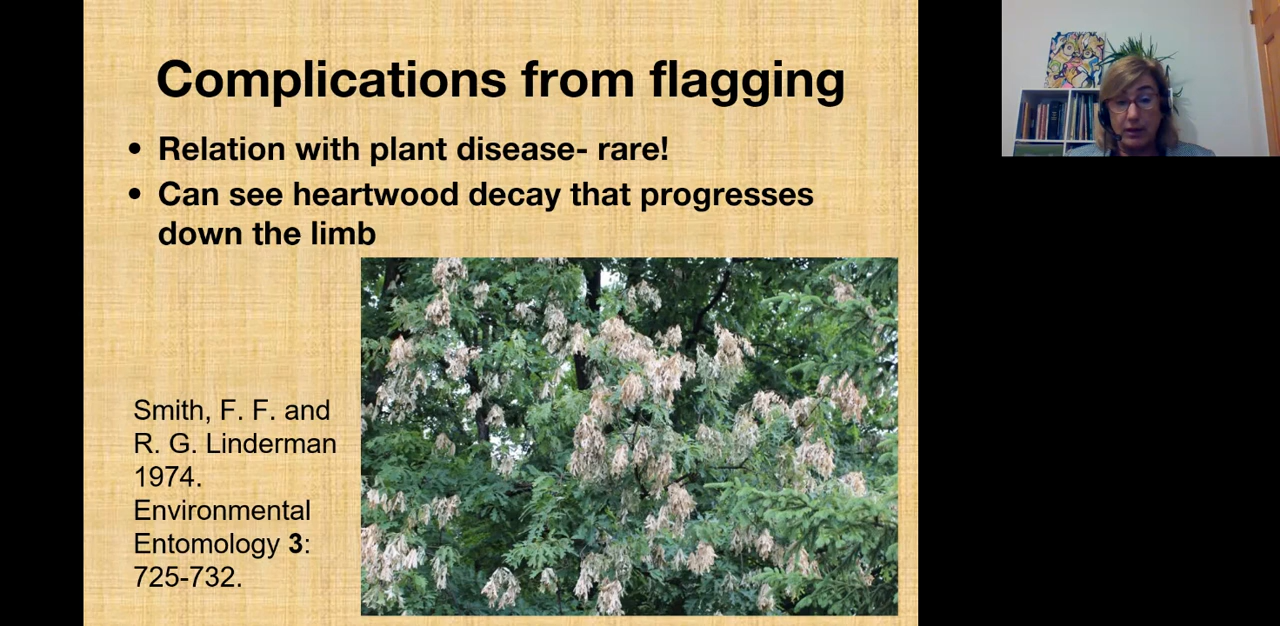 Complications from flagging
• Relation with plant disease- rare!
• Can see heartwood decay that progresses
down the limb
Smith, F. F. and
R. G. Linderman
1974.
Environmental
Entomology 3:
725-732.